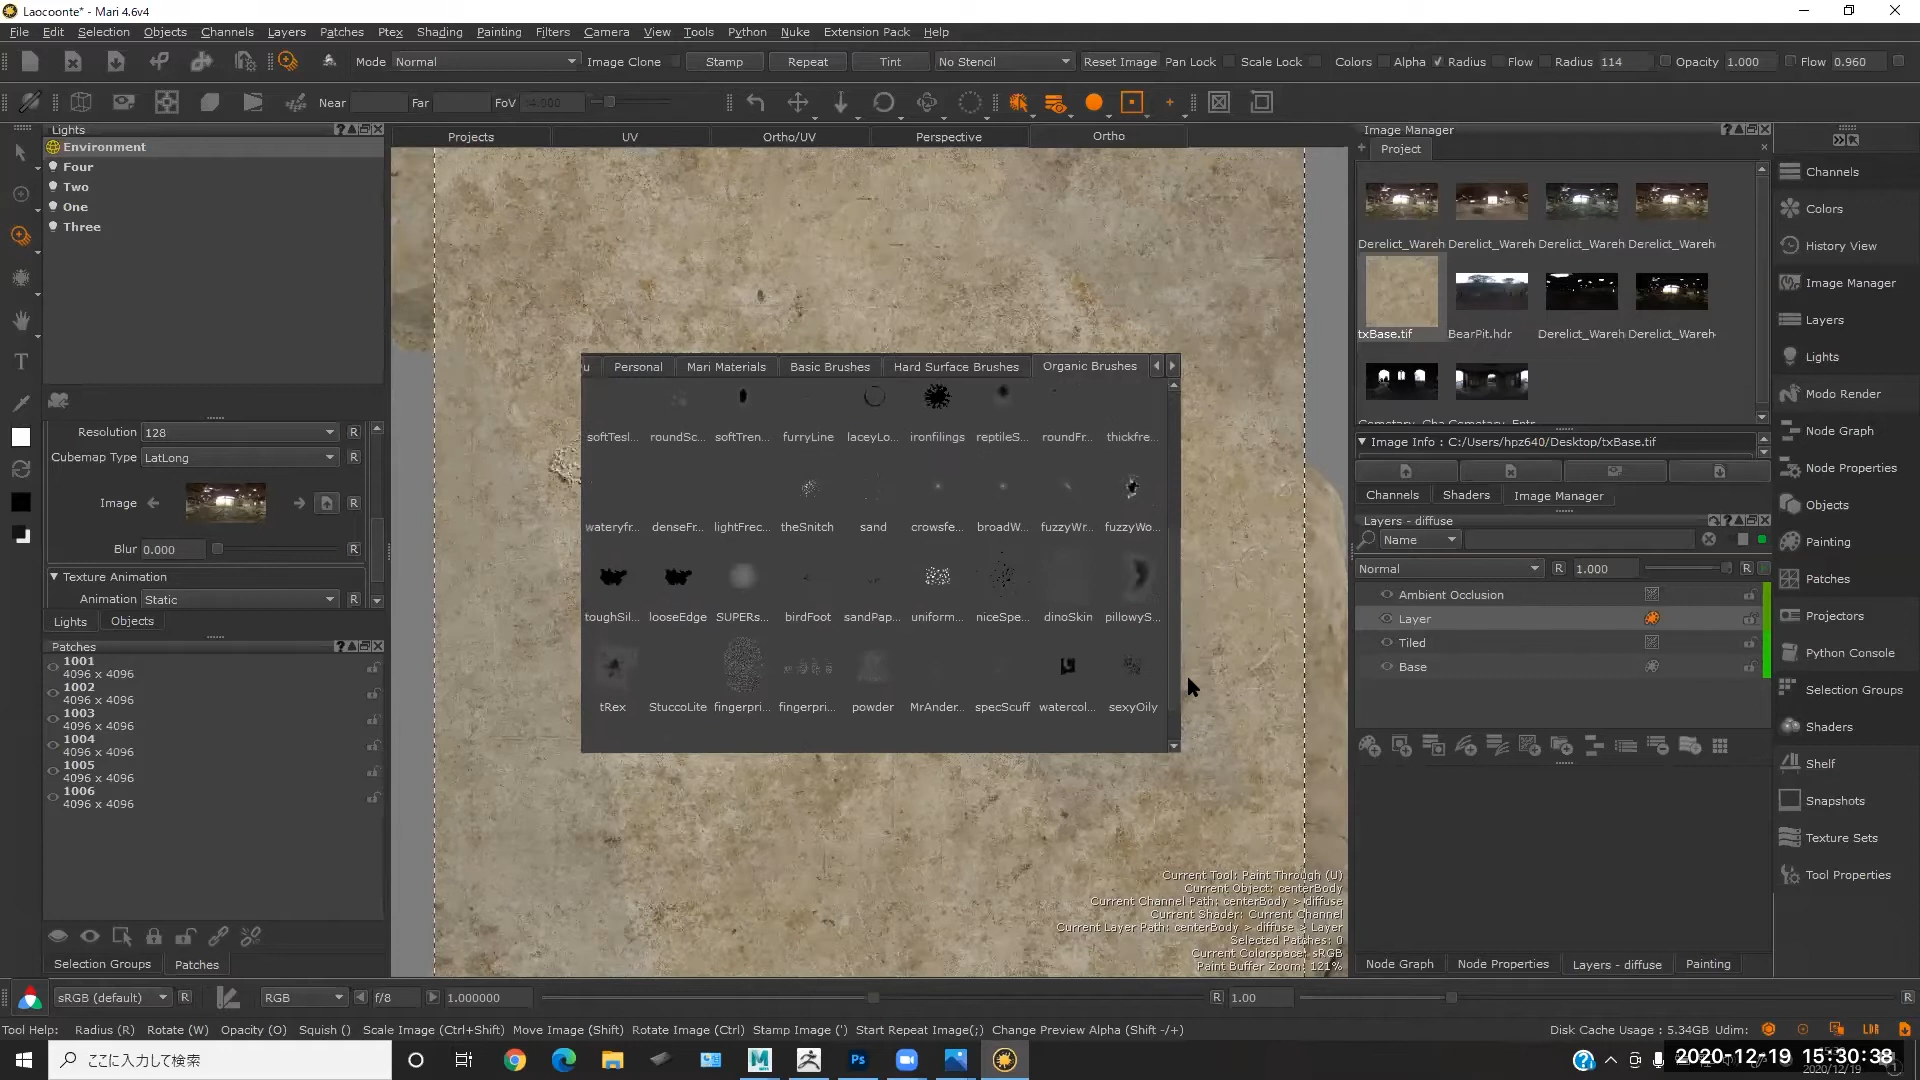 Laocoonte* - Mari 4.6v4
File Edit Selection Objects Channels Layers Patches Ptex Shading Painting Filters Camera View Tools Python Nuke Extension Pack Help
Mode Normal Image Clone Stamp Repeat Tint No Stencil Reset Image Pan Lock Scale Lock Colors Alpha Radius Flow Radius 114 Opacity 1.000 Flow 0.960
Near Far FoV
Lights
Environment
Four
Two
One
Three
Resolution 128 R
Cubemap Type LatLong R
Image R
Blur 0.000 R
Texture Animation
Animation Static R
Lights Objects
Patches
1001
4096 x 4096
1002
4096 x 4096
1003
4096 x 4096
1004
4096 x 4096
1005
4096 x 4096
1006
4096 x 4096
Selection Groups Patches
Projects UV Ortho/UV Perspective Ortho
u Personal Mari Materials Basic Brushes Hard Surface Brushes Organic Brushes
softTesl... roundSc... softTren... furryLine laceyLo... ironfilings reptileS... roundFr... thickfre...
wateryfr... denseFr... lightFrec... theSnitch sand crowsfe... broadW... fuzzyWr... fuzzyWo...
toughSil... looseEdge SUPERs... birdFoot sandPap... uniform... niceSpe... dinoSkin pillowyS...
tRex StuccoLite fingerpri... fingerpri... powder MrAnder... specScuff watercol... sexyOily
Current Tool: Paint Through (U)
Current Object: centerBody
Current Channel Path: centerBody > diffuse
Current Shader: Current Channel
Current Layer Path: centerBody > diffuse > Layer
Selected Patches: 0
Current Colorspace: sRGB
Paint Buffer Zoom: 121%
Image Manager
Project
Derelict_Wareh Derelict_Wareh Derelict_Wareh Derelict_Wareh
txBase.tif BearPit.hdr Derelict_Wareh Derelict_Wareh
Image Info : C:/Users/hpz640/Desktop/txBase.tif
Channels Shaders Image Manager
Layers - diffuse
Name
Normal R 1.000 R
Ambient Occlusion
Layer
Tiled
Base
Node Graph Node Properties Layers - diffuse Painting
Channels
Colors
History View
Image Manager
Layers
Lights
Modo Render
Node Graph
Node Properties
Objects
Painting
Patches
Projectors
Python Console
Selection Groups
Shaders
Shelf
Snapshots
Texture Sets
Tool Properties
sRGB (default) R RGB f/8 1.000000 R 1.00 R
Tool Help: Radius (R) Rotate (W) Opacity (O) Squish () Scale Image (Ctrl+Shift) Move Image (Shift) Rotate Image (Ctrl) Stamp Image (') Start Repeat Image(;) Change Preview Alpha (Shift -/+) Disk Cache Usage : 5.34GB Udim: LDR
ここに入力して検索
2020-12-19 15:30:38
2020/12/19